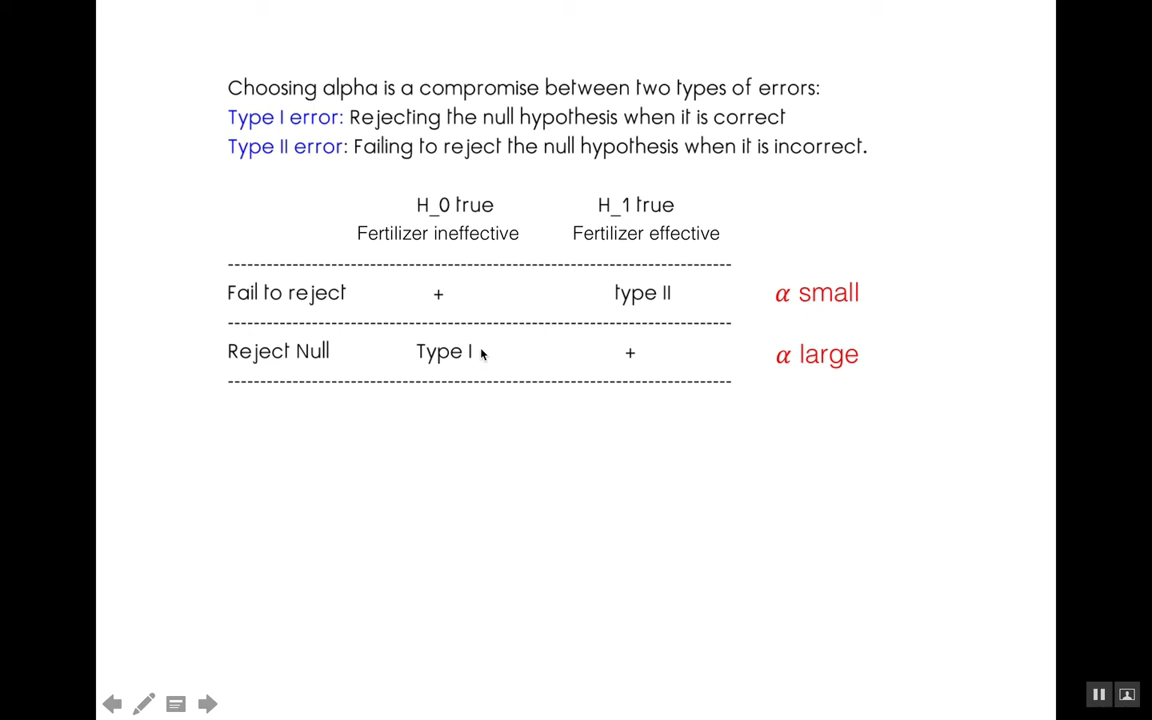 Choosing alpha is a compromise between two types of errors:
Type I error: Rejecting the null hypothesis when it is correct
Type II error: Failing to reject the null hypothesis when it is incorrect.
H_0 true H_1 true
Fertilizer ineffective Fertilizer effective
--------------------------------------------------------------------------------
Fail to reject + type II α small
--------------------------------------------------------------------------------
Reject Null Type I + α large
--------------------------------------------------------------------------------